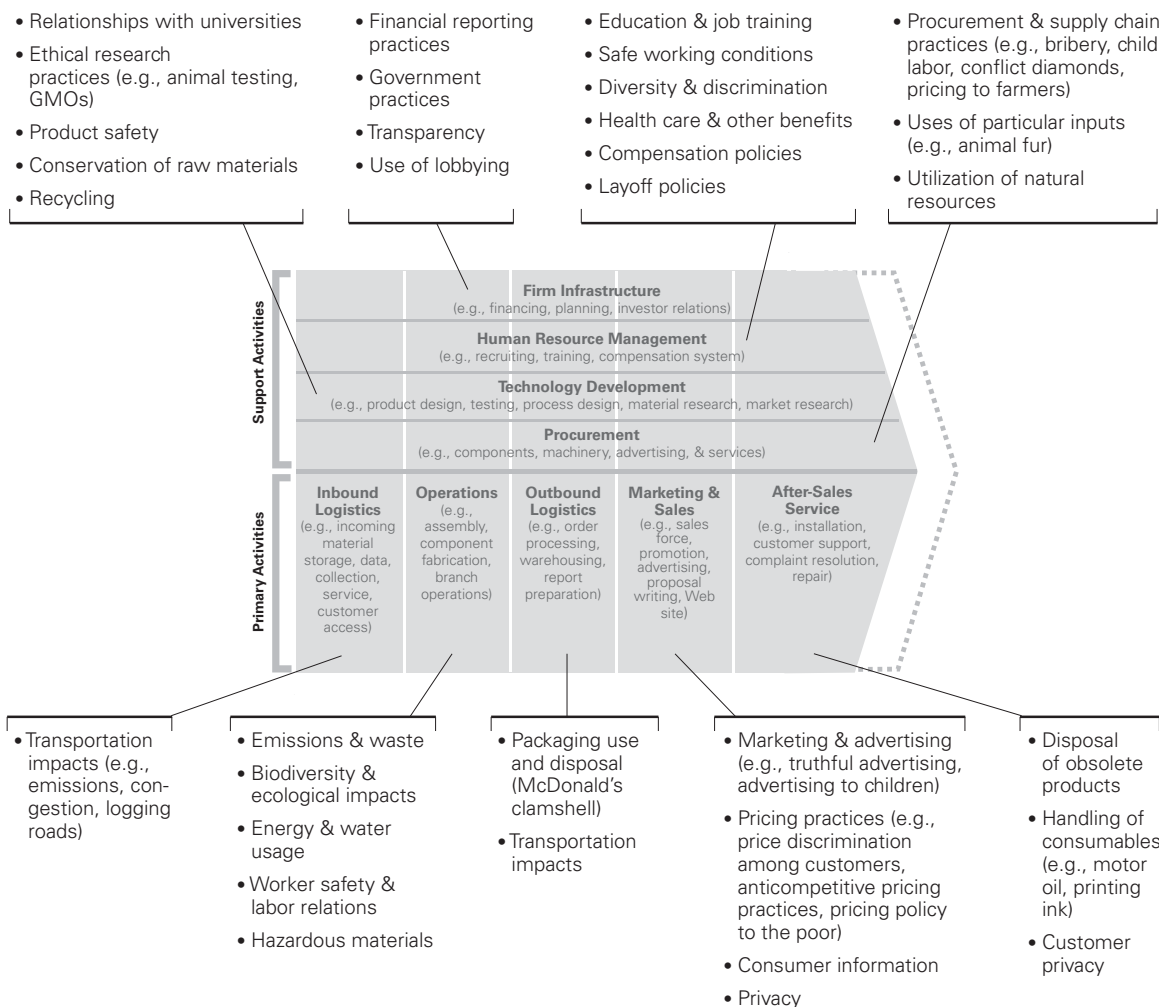 • Relationships with universities
• Ethical research
practices (e.g., animal testing,
GMOs)
• Product safety
• Conservation of raw materials
• Recycling
• Financial reporting
practices
• Government
practices
• Transparency
• Use of lobbying
• Education & job training
• Safe working conditions
• Diversity & discrimination
• Health care & other benefits
• Compensation policies
• Layoff policies
• Procurement & supply chain
practices (e.g., bribery, child
labor, conflict diamonds,
pricing to farmers)
• Uses of particular inputs
(e.g., animal fur)
• Utilization of natural
resources
Support Activities
Firm Infrastructure
(e.g., financing, planning, investor relations)
Human Resource Management
(e.g., recruiting, training, compensation system)
Technology Development
(e.g., product design, testing, process design, material research, market research)
Procurement
(e.g., components, machinery, advertising, & services)
Primary Activities
Inbound
Logistics
(e.g., incoming
material
storage, data,
collection,
service,
customer
access)
Operations
(e.g.,
assembly,
component
fabrication,
branch
operations)
Outbound
Logistics
(e.g., order
processing,
warehousing,
report
preparation)
Marketing &
Sales
(e.g., sales
force,
promotion,
advertising,
proposal
writing, Web
site)
After-Sales
Service
(e.g., installation,
customer support,
complaint resolution,
repair)
• Transportation
impacts (e.g.,
emissions, con-
gestion, logging
roads)
• Emissions & waste
• Biodiversity &
ecological impacts
• Energy & water
usage
• Worker safety &
labor relations
• Hazardous materials
• Packaging use
and disposal
(McDonald's
clamshell)
• Transportation
impacts
• Marketing & advertising
(e.g., truthful advertising,
advertising to children)
• Pricing practices (e.g.,
price discrimination
among customers,
anticompetitive pricing
practices, pricing policy
to the poor)
• Consumer information
• Privacy
• Disposal
of obsolete
products
• Handling of
consumables
(e.g., motor
oil, printing
ink)
• Customer
privacy